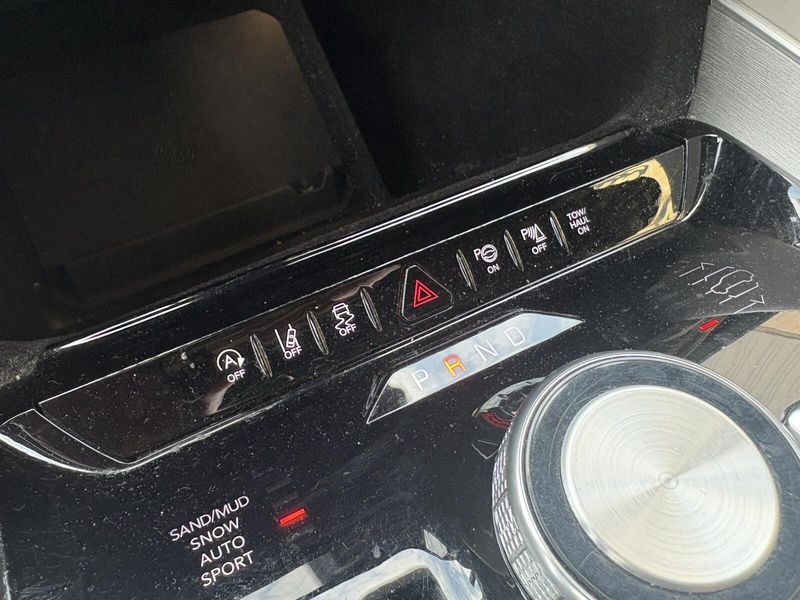 A
OFF
OFF
OFF
P
ON
P
OFF
TOW/
HAUL
ON
P R N D
SAND/MUD
SNOW
AUTO
SPORT